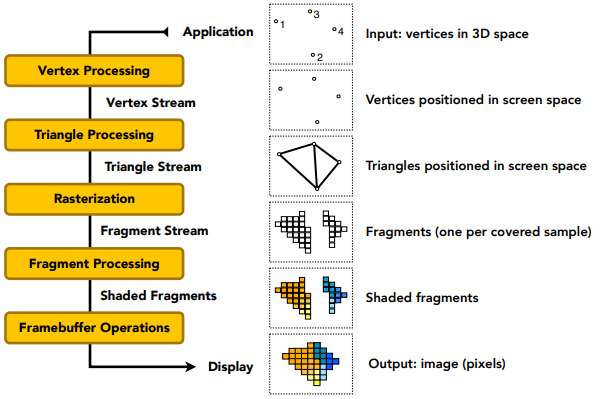 Application
1
3
4
2
Input: vertices in 3D space
Vertex Processing
Vertex Stream
Vertices positioned in screen space
Triangle Processing
Triangle Stream
Triangles positioned in screen space
Rasterization
Fragment Stream
Fragments (one per covered sample)
Fragment Processing
Shaded Fragments
Shaded fragments
Framebuffer Operations
Display
Output: image (pixels)